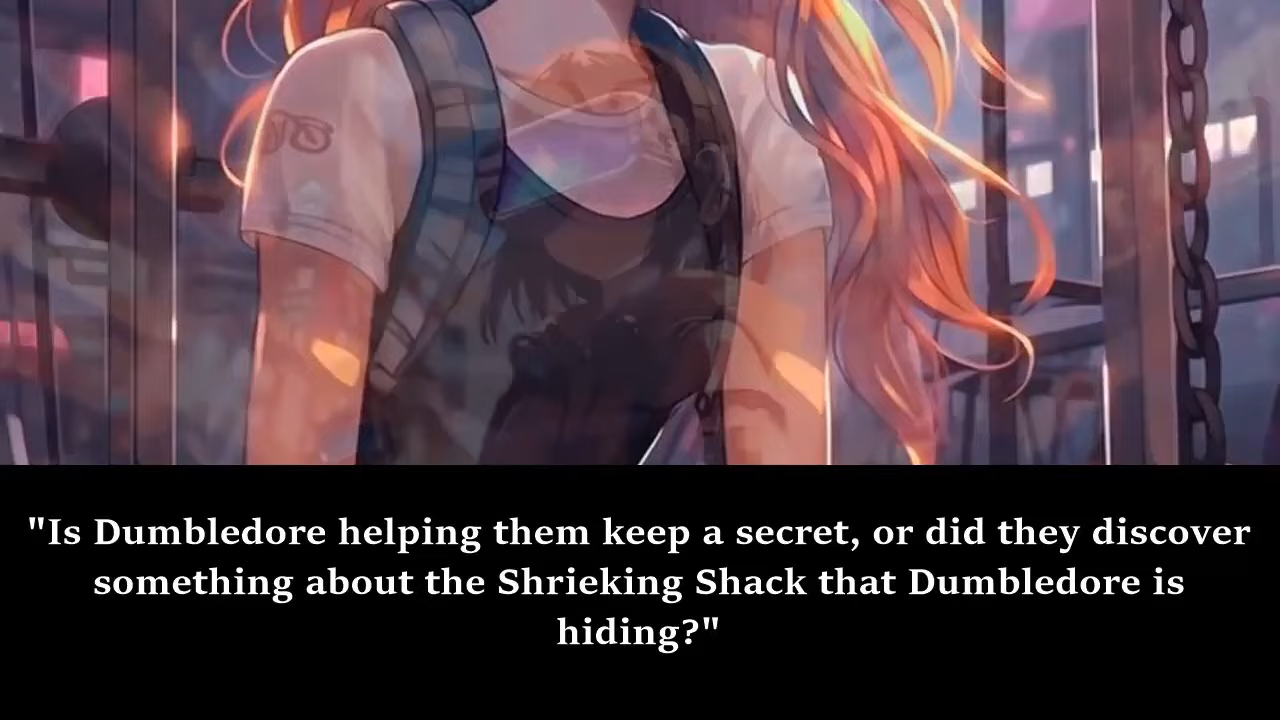 "Is Dumbledore helping them keep a secret, or did they discover
something about the Shrieking Shack that Dumbledore is
hiding?"